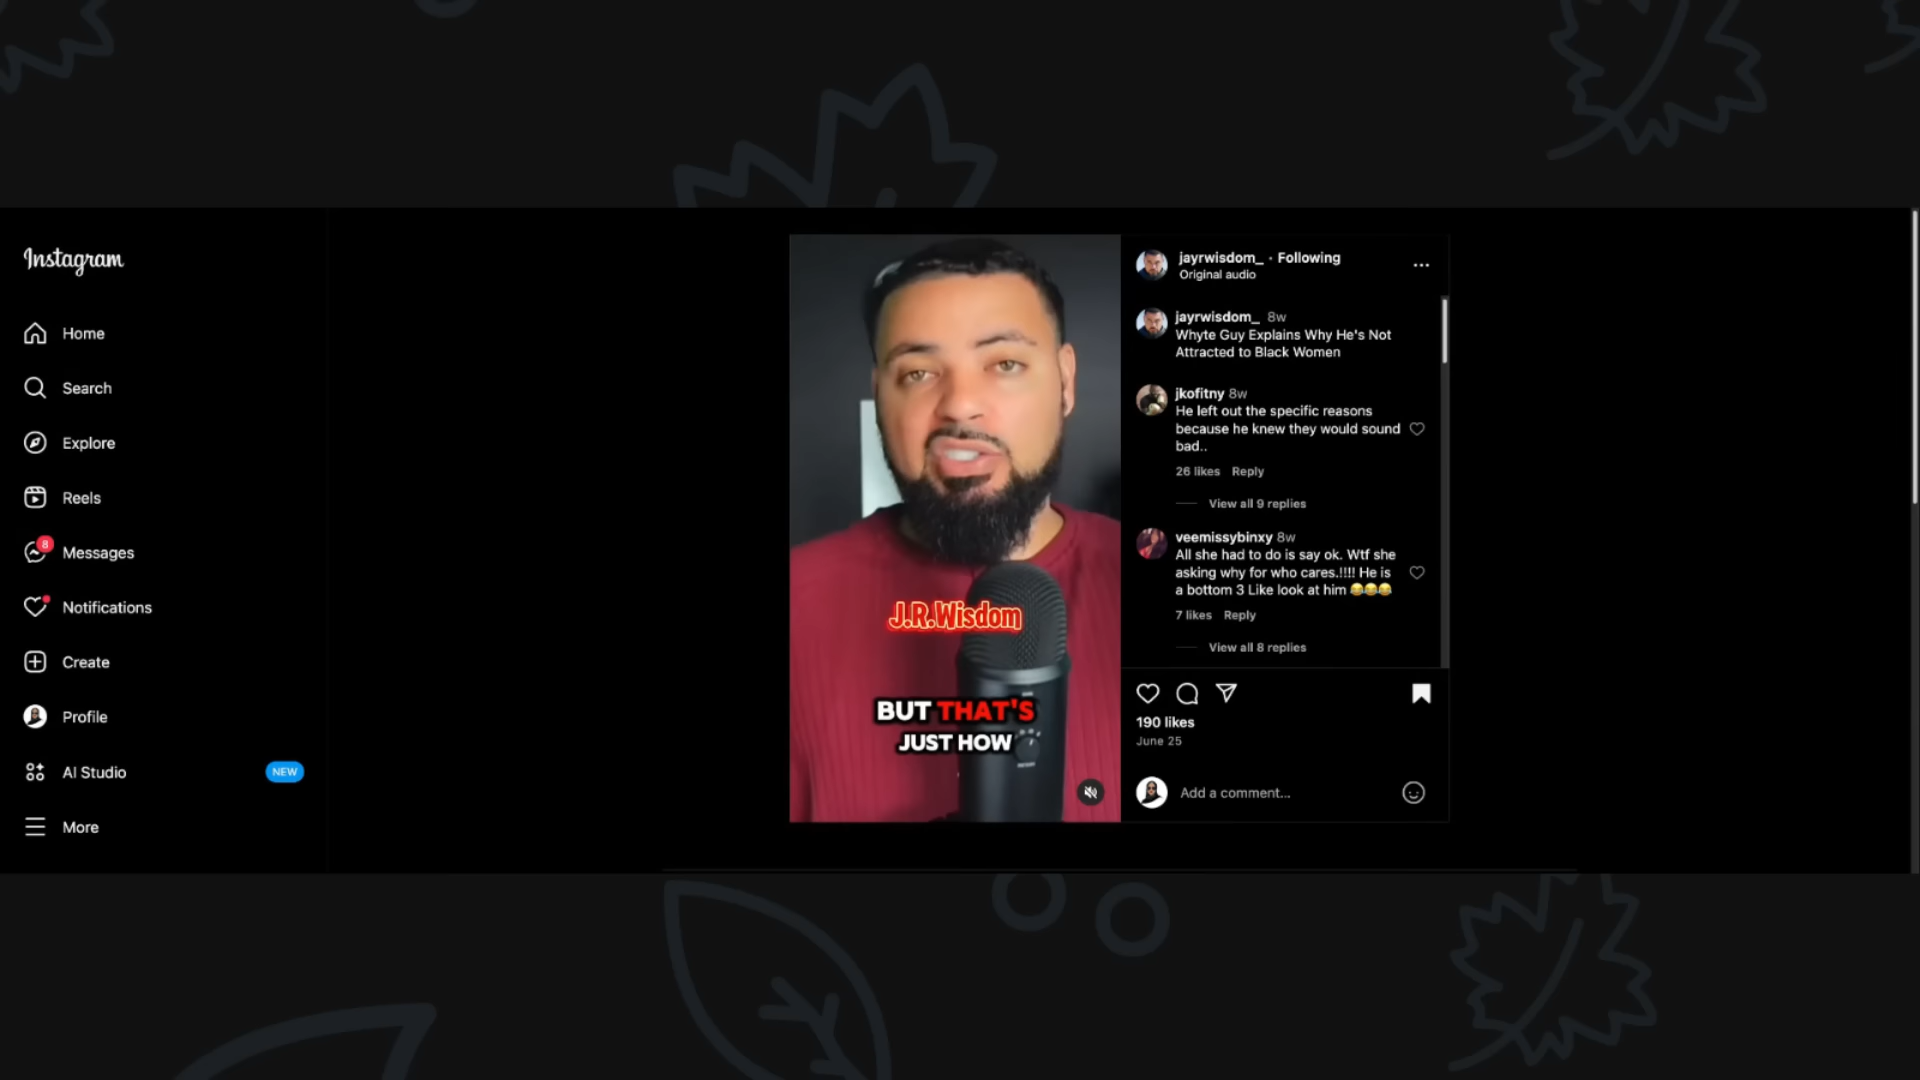 Instagram
Home
Search
Explore
Reels
8
Messages
Notifications
Create
Profile
AI Studio
NEW
More
J.R.Wisdom
BUT THAT'S
JUST HOW
jayrwisdom_ • Following
Original audio
jayrwisdom_ 8w
Whyte Guy Explains Why He's Not
Attracted to Black Women
jkofitny 8w
He left out the specific reasons
because he knew they would sound
bad..
26 likes Reply
View all 9 replies
veemissybinxy 8w
All she had to do is say ok. Wtf she
asking why for who cares.!!!! He is
a bottom 3 Like look at him 😂😂😂
7 likes Reply
View all 8 replies
190 likes
June 25
Add a comment...